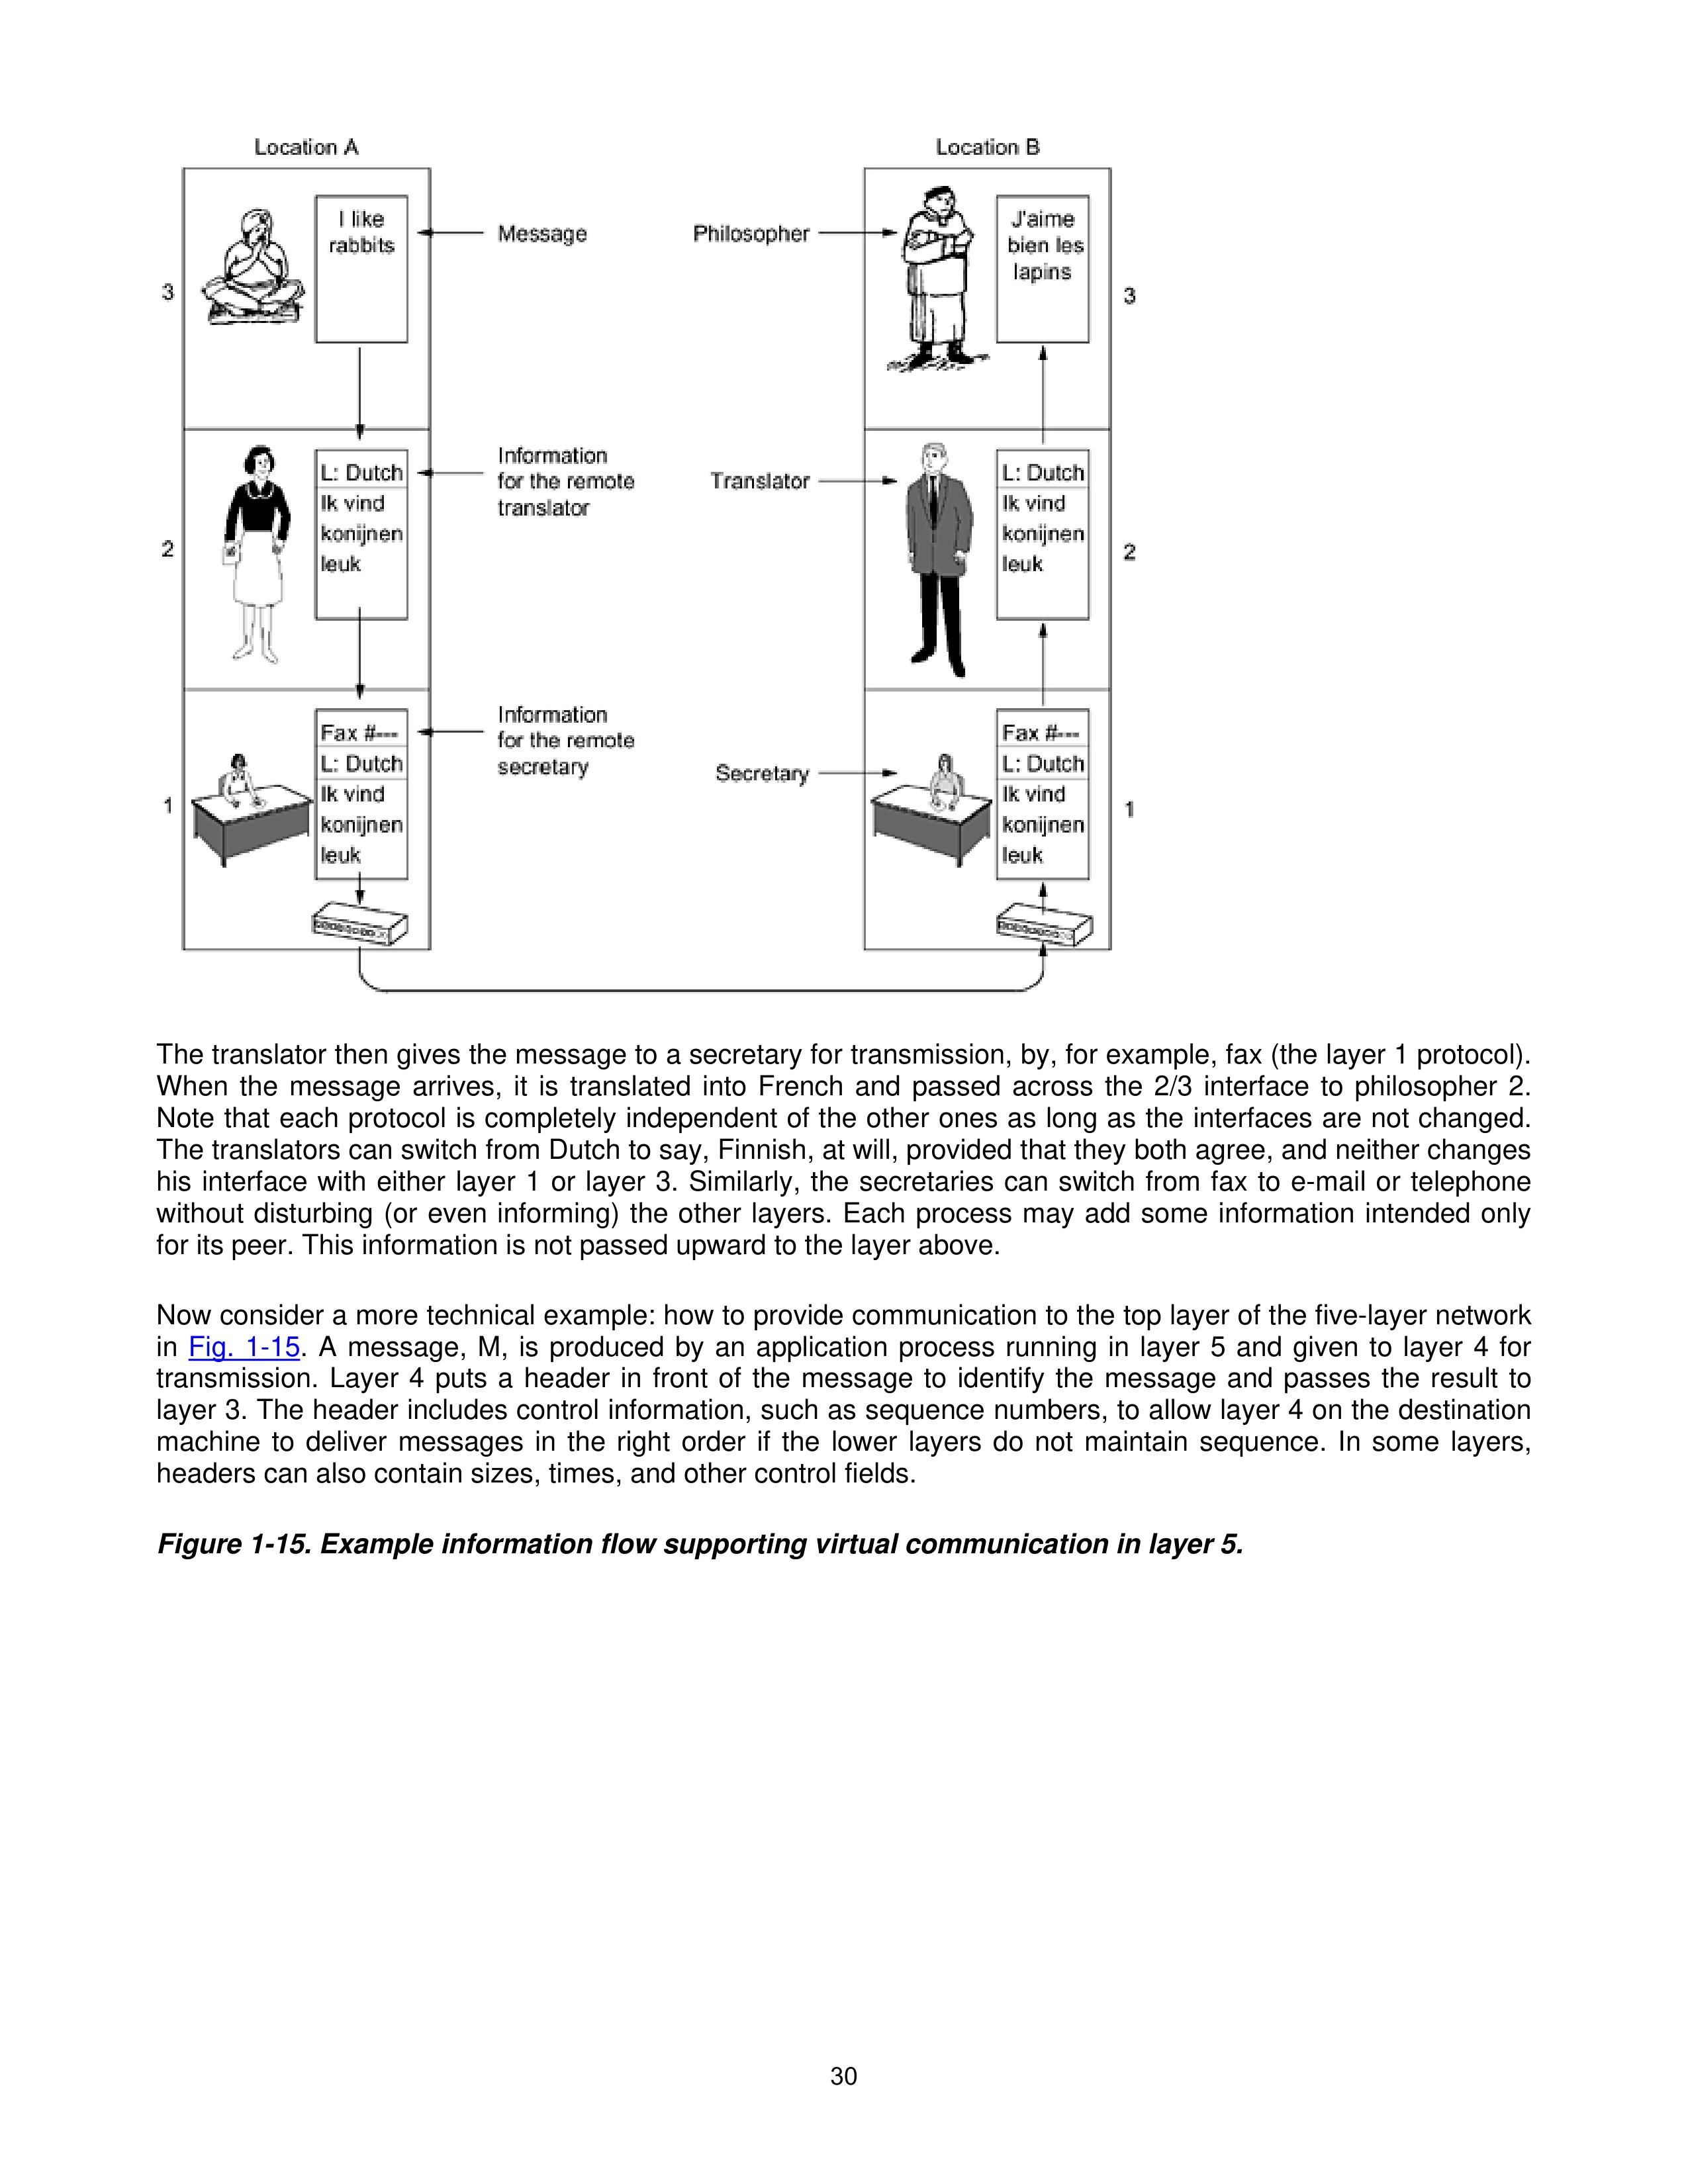 Location A
Location B
I like
rabbits
Message
Philosopher
J'aime
bien les
lapins
3
3
L: Dutch
Ik vind
konijnen
leuk
Information
for the remote
translator
Translator
L: Dutch
Ik vind
konijnen
leuk
2
2
Fax #---
L: Dutch
Ik vind
konijnen
leuk
Information
for the remote
secretary
Secretary
Fax #---
L: Dutch
Ik vind
konijnen
leuk
1
1
The translator then gives the message to a secretary for transmission, by, for example, fax (the layer 1 protocol).
When the message arrives, it is translated into French and passed across the 2/3 interface to philosopher 2.
Note that each protocol is completely independent of the other ones as long as the interfaces are not changed.
The translators can switch from Dutch to say, Finnish, at will, provided that they both agree, and neither changes
his interface with either layer 1 or layer 3. Similarly, the secretaries can switch from fax to e-mail or telephone
without disturbing (or even informing) the other layers. Each process may add some information intended only
for its peer. This information is not passed upward to the layer above.
Now consider a more technical example: how to provide communication to the top layer of the five-layer network
in Fig. 1-15. A message, M, is produced by an application process running in layer 5 and given to layer 4 for
transmission. Layer 4 puts a header in front of the message to identify the message and passes the result to
layer 3. The header includes control information, such as sequence numbers, to allow layer 4 on the destination
machine to deliver messages in the right order if the lower layers do not maintain sequence. In some layers,
headers can also contain sizes, times, and other control fields.
Figure 1-15. Example information flow supporting virtual communication in layer 5.
30